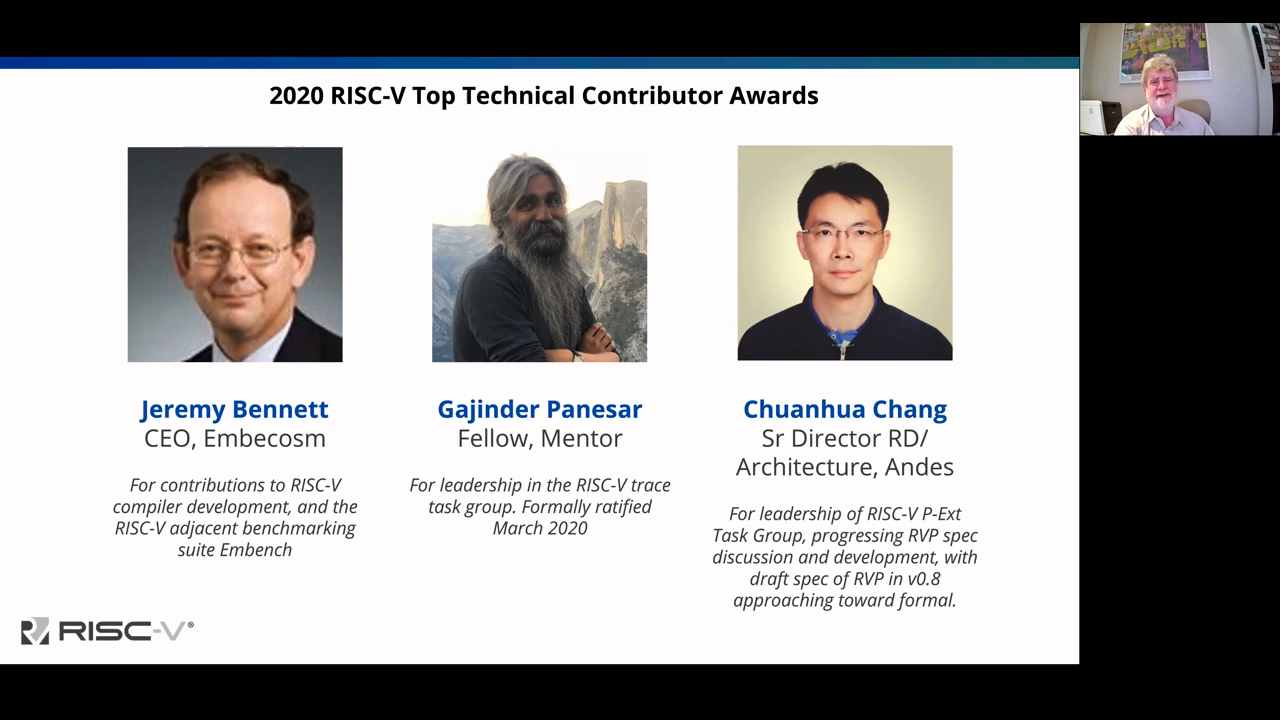 2020 RISC-V Top Technical Contributor Awards
Jeremy Bennett
CEO, Embecosm
For contributions to RISC-V
compiler development, and the
RISC-V adjacent benchmarking
suite Embench
Gajinder Panesar
Fellow, Mentor
For leadership in the RISC-V trace
task group. Formally ratified
March 2020
Chuanhua Chang
Sr Director RD/
Architecture, Andes
For leadership of RISC-V P-Ext
Task Group, progressing RVP spec
discussion and development, with
draft spec of RVP in v0.8
approaching toward formal.
RISC-V®